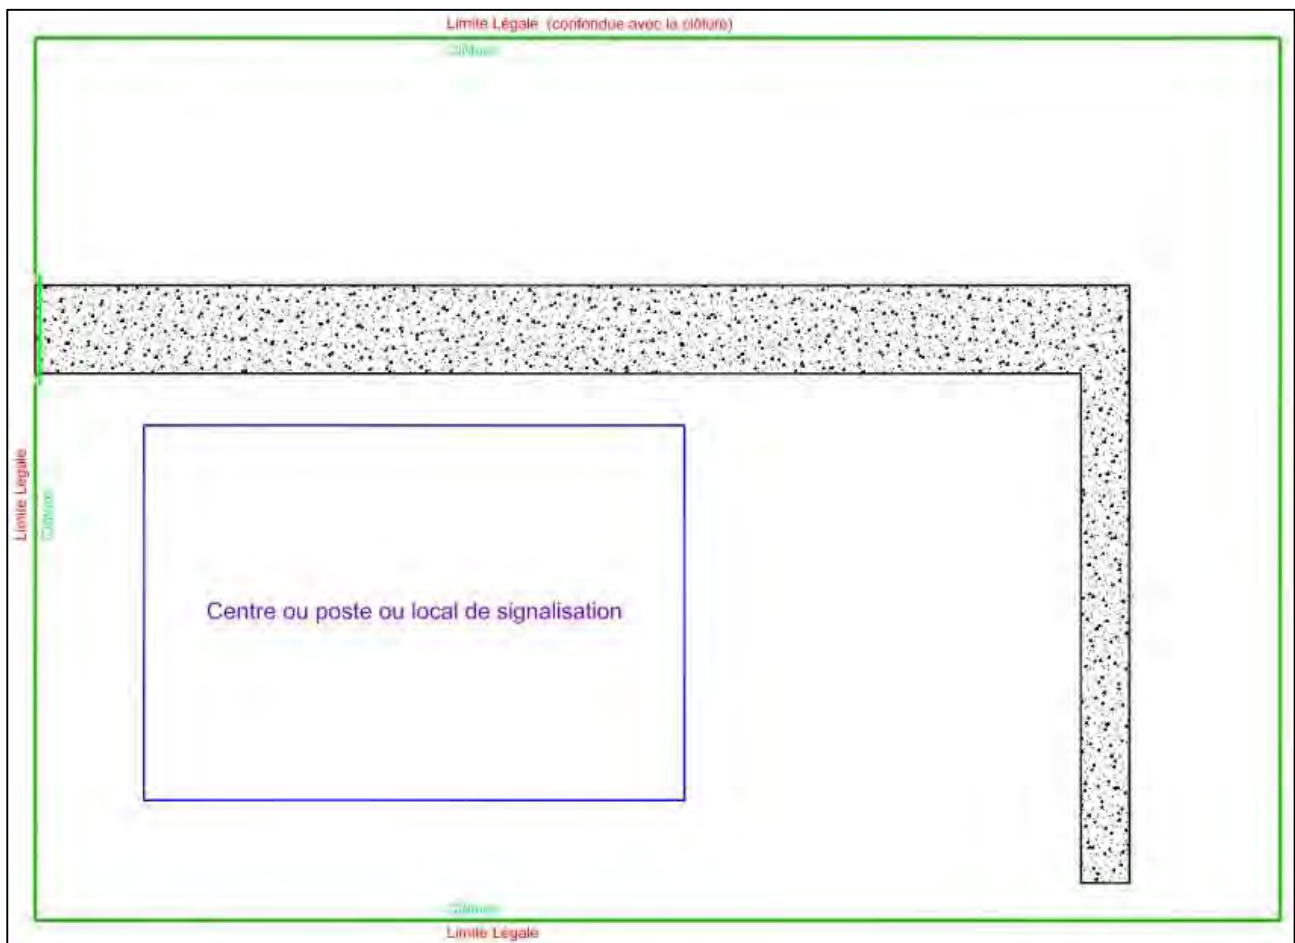 Limite Légale (confondue avec la clôture)
Clôture
Limite Légale
Clôture
Centre ou poste ou local de signalisation
Clôture
Limite Légale